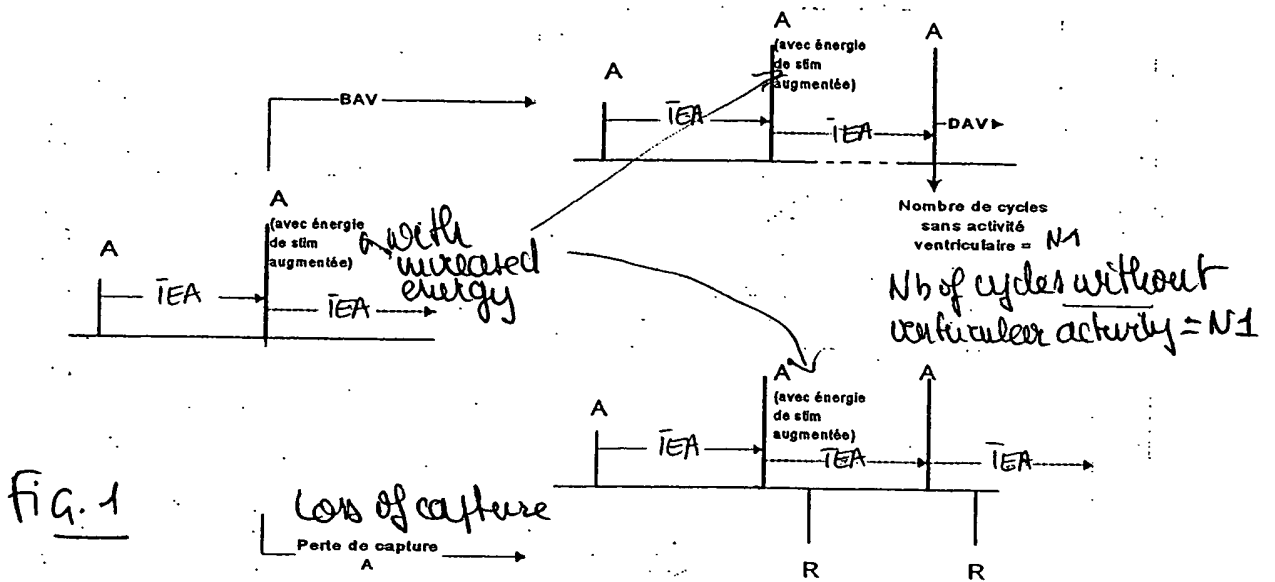 A
(avec énergie
de stim
augmentée)
A
A
BAV
TEA
TEA
DAV
A
(avec énergie
de stim
augmentée)
with
increased
energy
Nombre de cycles
sans activité
ventriculaire = N1
A
TEA
TEA
Nb of cycles without
ventricular activity = N1
A
(avec énergie
de stim
augmentée)
A
A
TEA
TEA
TEA
Fig. 1
Loss of capture
Perte de capture
A
R
R